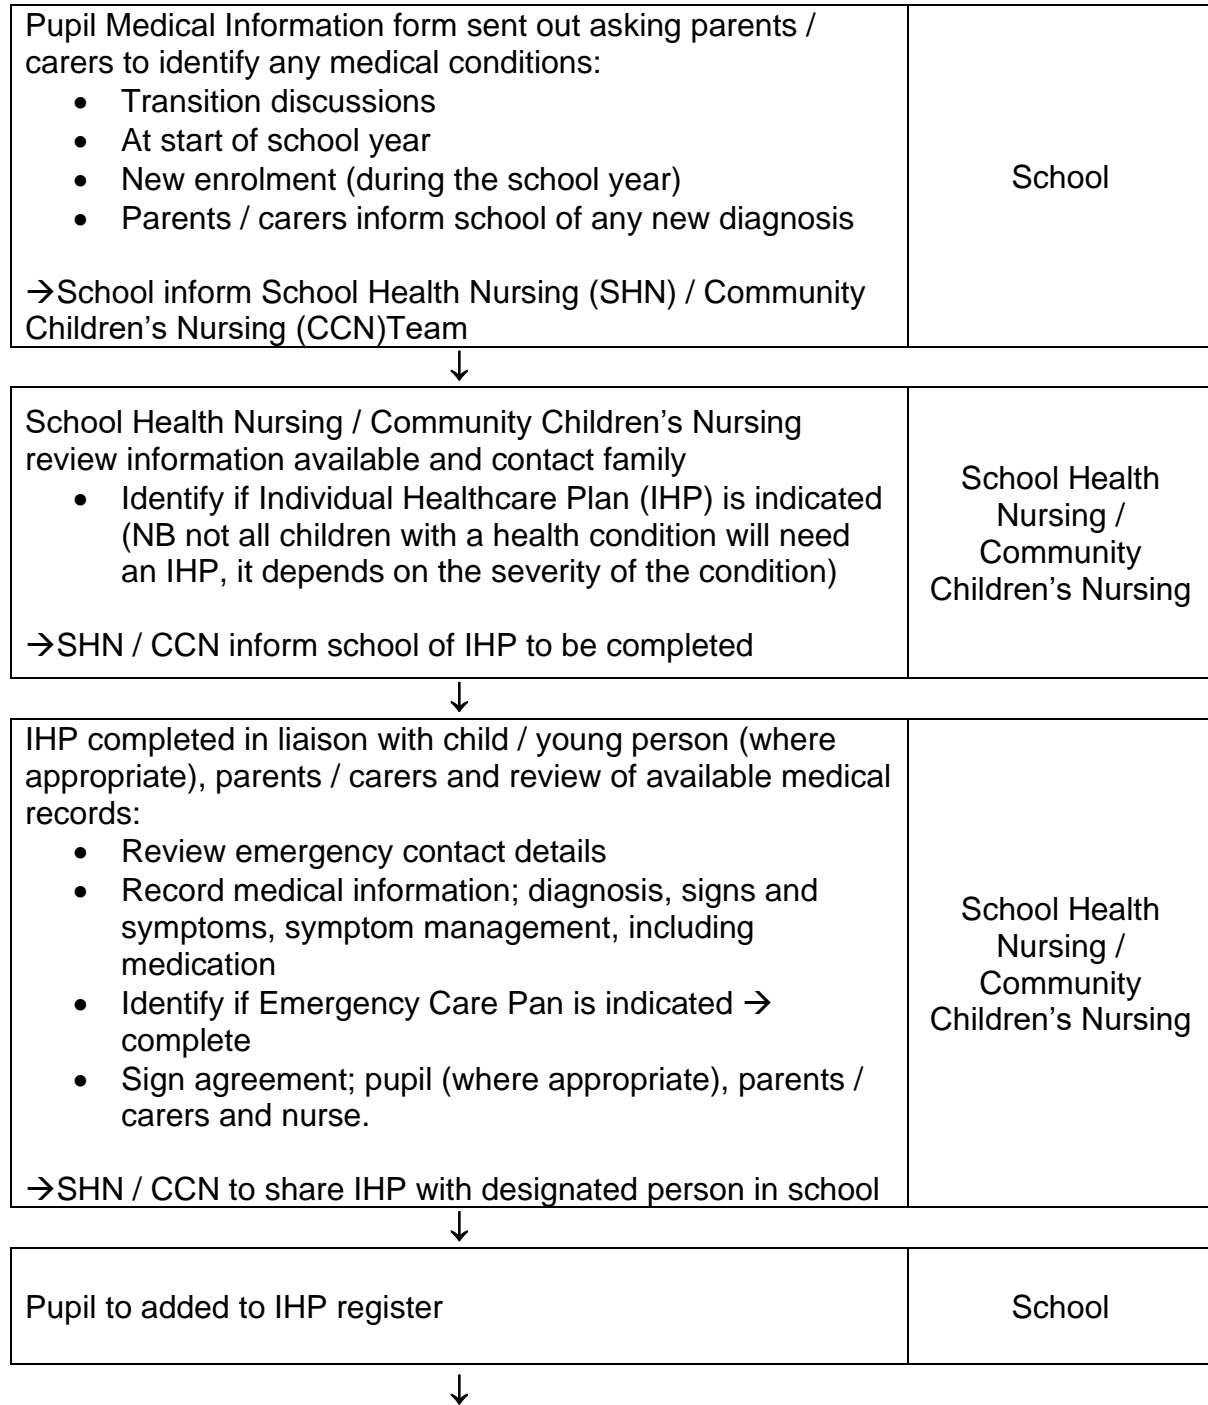 Pupil Medical Information form sent out asking parents /
carers to identify any medical conditions:
• Transition discussions
• At start of school year
• New enrolment (during the school year)
• Parents / carers inform school of any new diagnosis
→School inform School Health Nursing (SHN) / Community
Children’s Nursing (CCN)Team
School
↓
School Health Nursing / Community Children’s Nursing
review information available and contact family
• Identify if Individual Healthcare Plan (IHP) is indicated
(NB not all children with a health condition will need
an IHP, it depends on the severity of the condition)
→SHN / CCN inform school of IHP to be completed
School Health
Nursing /
Community
Children’s Nursing
↓
IHP completed in liaison with child / young person (where
appropriate), parents / carers and review of available medical
records:
• Review emergency contact details
• Record medical information; diagnosis, signs and
symptoms, symptom management, including
medication
• Identify if Emergency Care Pan is indicated →
complete
• Sign agreement; pupil (where appropriate), parents /
carers and nurse.
→SHN / CCN to share IHP with designated person in school
School Health
Nursing /
Community
Children’s Nursing
↓
Pupil to added to IHP register
School
↓